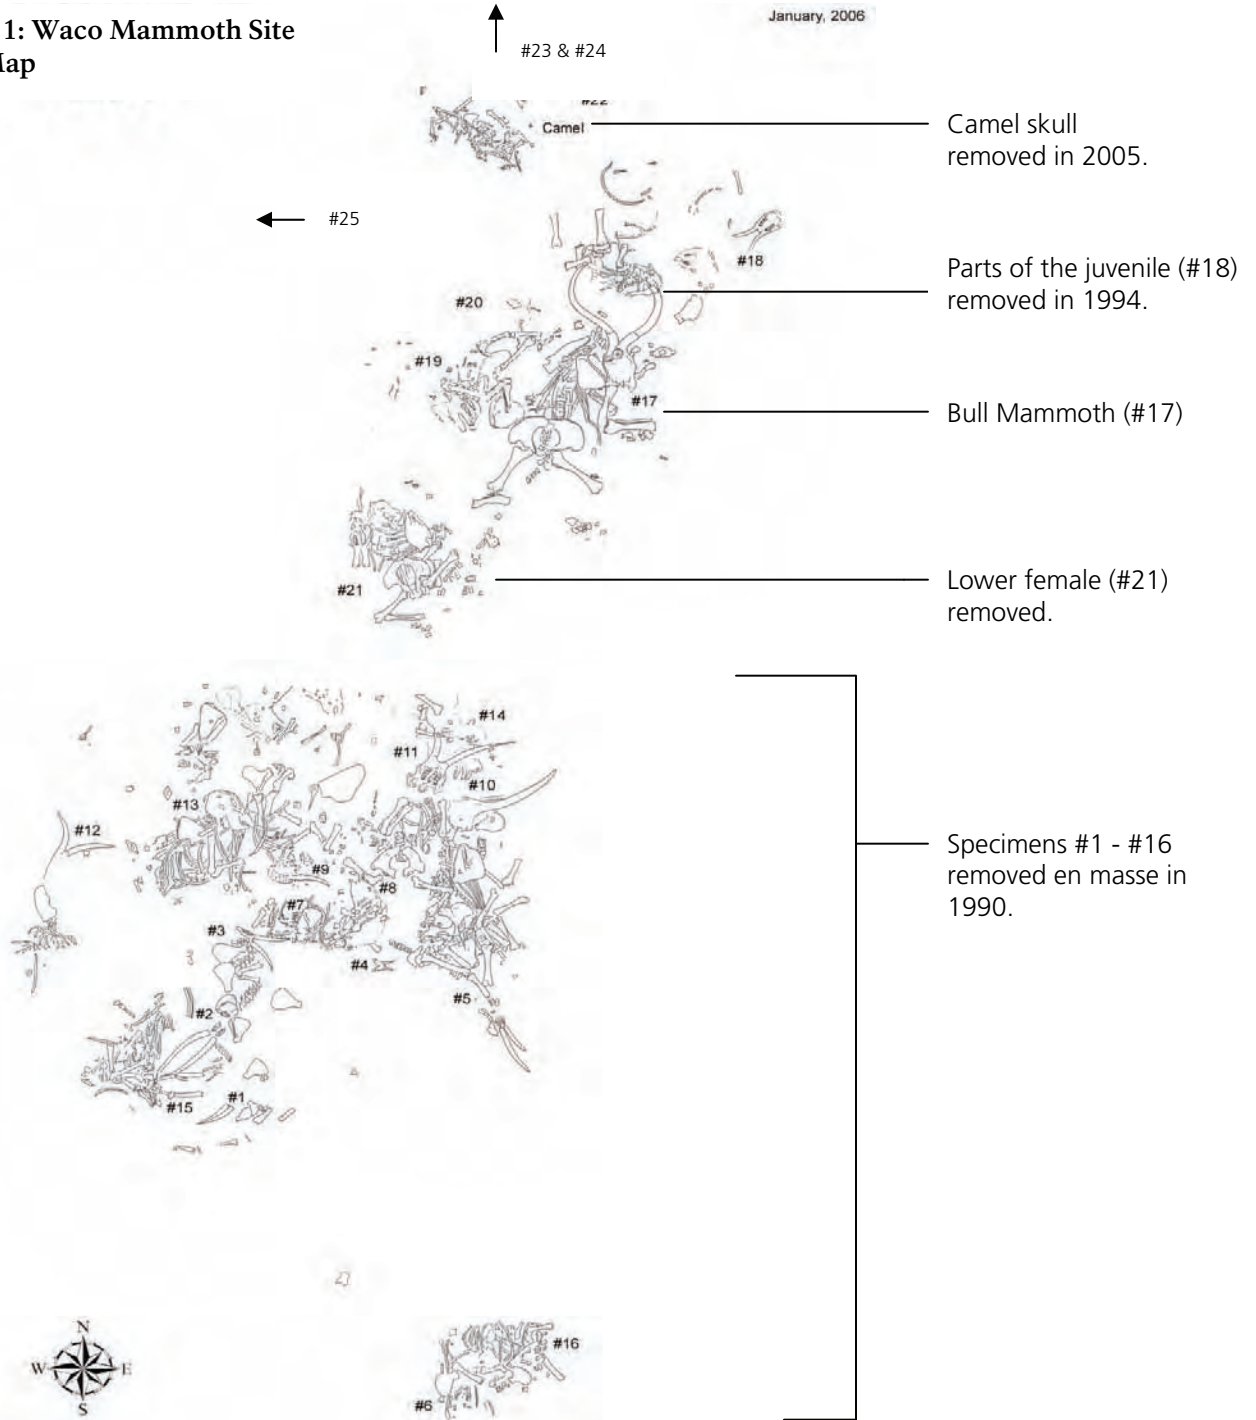 1: Waco Mammoth Site
Map
January, 2006
#23 & #24
#22
Camel
Camel skull
removed in 2005.
#25
#18
Parts of the juvenile (#18)
removed in 1994.
#20
#19
#17
Bull Mammoth (#17)
#21
Lower female (#21)
removed.
#14
#11
#10
#13
#12
#9
#8
#7
#3
#4
#5
#2
#1
#15
Specimens #1 - #16
removed en masse in
1990.
N
W
E
S
#16
#6